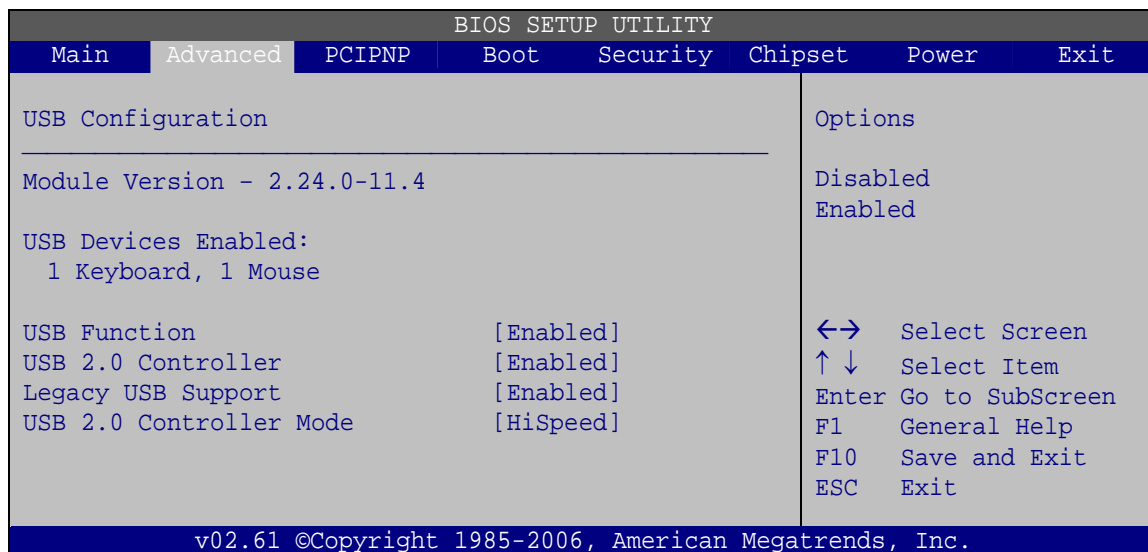 BIOS SETUP UTILITY
Main Advanced PCIPNP Boot Security Chipset Power Exit
USB Configuration
Module Version – 2.24.0-11.4
USB Devices Enabled:
1 Keyboard, 1 Mouse
USB Function [Enabled]
USB 2.0 Controller [Enabled]
Legacy USB Support [Enabled]
USB 2.0 Controller Mode [HiSpeed]
Options
Disabled
Enabled
←→ Select Screen
↑ ↓ Select Item
Enter Go to SubScreen
F1 General Help
F10 Save and Exit
ESC Exit
v02.61 ©Copyright 1985-2006, American Megatrends, Inc.